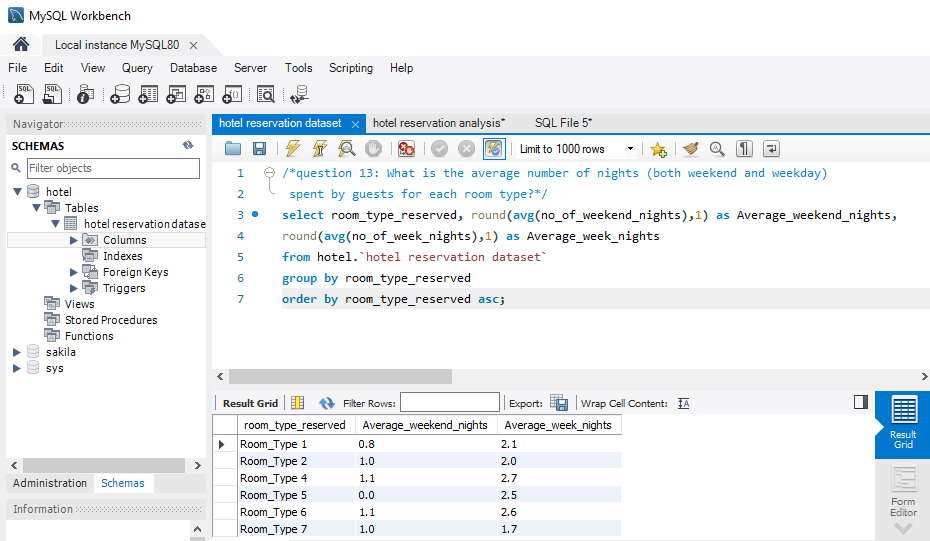 MySQL Workbench
Local instance MySQL80
File Edit View Query Database Server Tools Scripting Help
Navigator
SCHEMAS
Filter objects
hotel
Tables
hotel reservation datase
Columns
Indexes
Foreign Keys
Triggers
Views
Stored Procedures
Functions
sakila
sys
Administration Schemas
Information
hotel reservation dataset hotel reservation analysis* SQL File 5*
Limit to 1000 rows
1 /*question 13: What is the average number of nights (both weekend and weekday)
2 spent by guests for each room type?*/
3 select room_type_reserved, round(avg(no_of_weekend_nights),1) as Average_weekend_nights,
4 round(avg(no_of_week_nights),1) as Average_week_nights
5 from hotel.`hotel reservation dataset`
6 group by room_type_reserved
7 order by room_type_reserved asc;
Result Grid Filter Rows: Export: Wrap Cell Content:
room_type_reserved Average_weekend_nights Average_week_nights
Room_Type 1 0.8 2.1
Room_Type 2 1.0 2.0
Room_Type 4 1.1 2.7
Room_Type 5 0.0 2.5
Room_Type 6 1.1 2.6
Room_Type 7 1.0 1.7
Result
Grid
Form
Editor